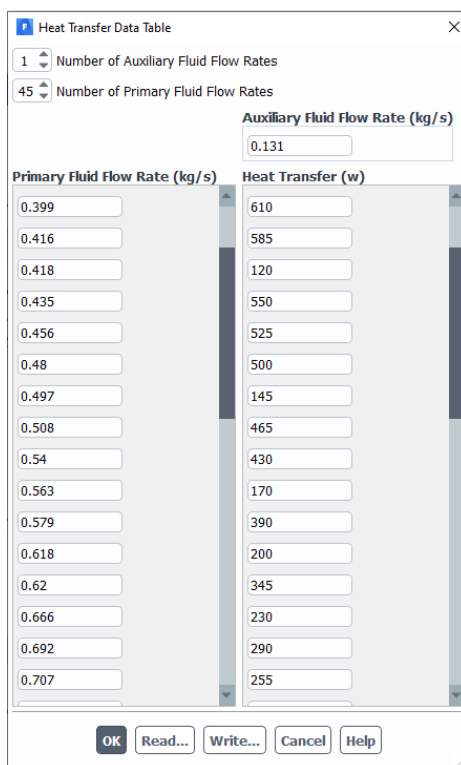 Heat Transfer Data Table
1 Number of Auxiliary Fluid Flow Rates
45 Number of Primary Fluid Flow Rates
Auxiliary Fluid Flow Rate (kg/s)
0.131
Primary Fluid Flow Rate (kg/s) Heat Transfer (w)
0.399 610
0.416 585
0.418 120
0.435 550
0.456 525
0.48 500
0.497 145
0.508 465
0.54 430
0.563 170
0.579 390
0.618 200
0.62 345
0.666 230
0.692 290
0.707 255
OK Read... Write... Cancel Help